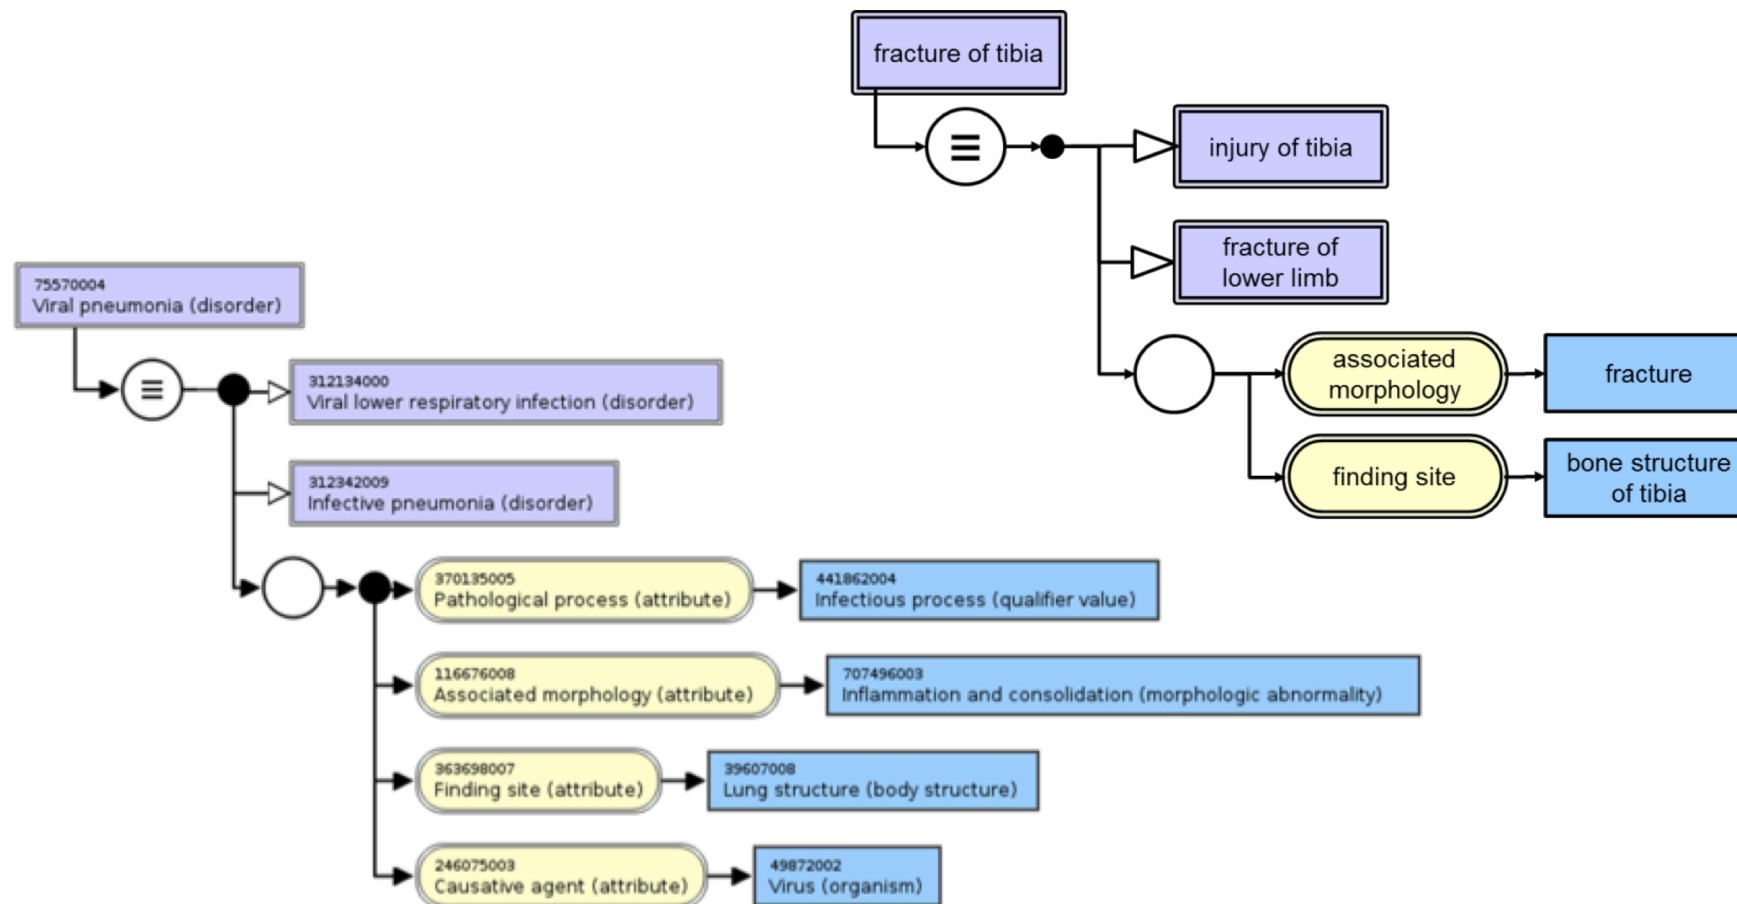 fracture of tibia
injury of tibia
fracture of
lower limb
associated
morphology
fracture
finding site
bone structure
of tibia
75570004
Viral pneumonia (disorder)
312134000
Viral lower respiratory infection (disorder)
312342009
Infective pneumonia (disorder)
370135005
Pathological process (attribute)
441862004
Infectious process (qualifier value)
116676008
Associated morphology (attribute)
707496003
Inflammation and consolidation (morphologic abnormality)
363698007
Finding site (attribute)
39607008
Lung structure (body structure)
246075003
Causative agent (attribute)
49872002
Virus (organism)